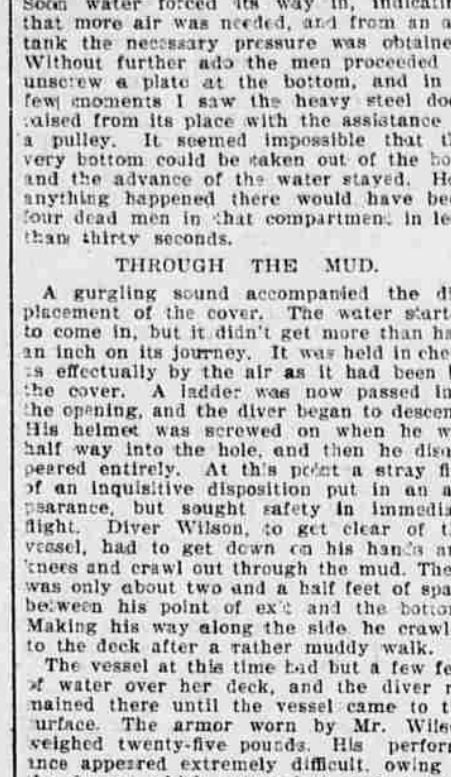 Soon water forced its way in, indicatin
that more air was needed, and from an a
tank the necessary pressure was obtaine
Without further ado the men proceeded
unscrew a plate at the bottom, and in
few moments I saw the heavy steel doo
raised from its place with the assistance
a pulley. It seemed impossible that t
very bottom could be taken out of the bo
and the advance of the water stayed. Ha
anything happened there would have bee
four dead men in that compartment in le
than thirty seconds.
THROUGH THE MUD.
A gurgling sound accompanied the di
placement of the cover. The water start
to come in, but it didn't get more than ha
an inch on its journey. It was held in che
as effectually by the air as it had been
the cover. A ladder was now passed in
the opening, and the diver began to descen
His helmet was screwed on when he w
half way into the hole, and then he disa
peared entirely. At this point a stray fi
of an inquisitive disposition put in an a
pearance, but sought safety in immedia
flight. Diver Wilson, to get clear of t
vessel, had to get down on his hands a
knees and crawl out through the mud. The
was only about two and a half feet of spa
between his point of exit and the botto
Making his way along the side he crawl
to the deck after a rather muddy walk.
The vessel at this time had but a few fe
of water over her deck, and the diver r
mained there until the vessel came to t
surface. The armor worn by Mr. Wils
weighed twenty-five pounds. His perfor
ance appeared extremely difficult, owing